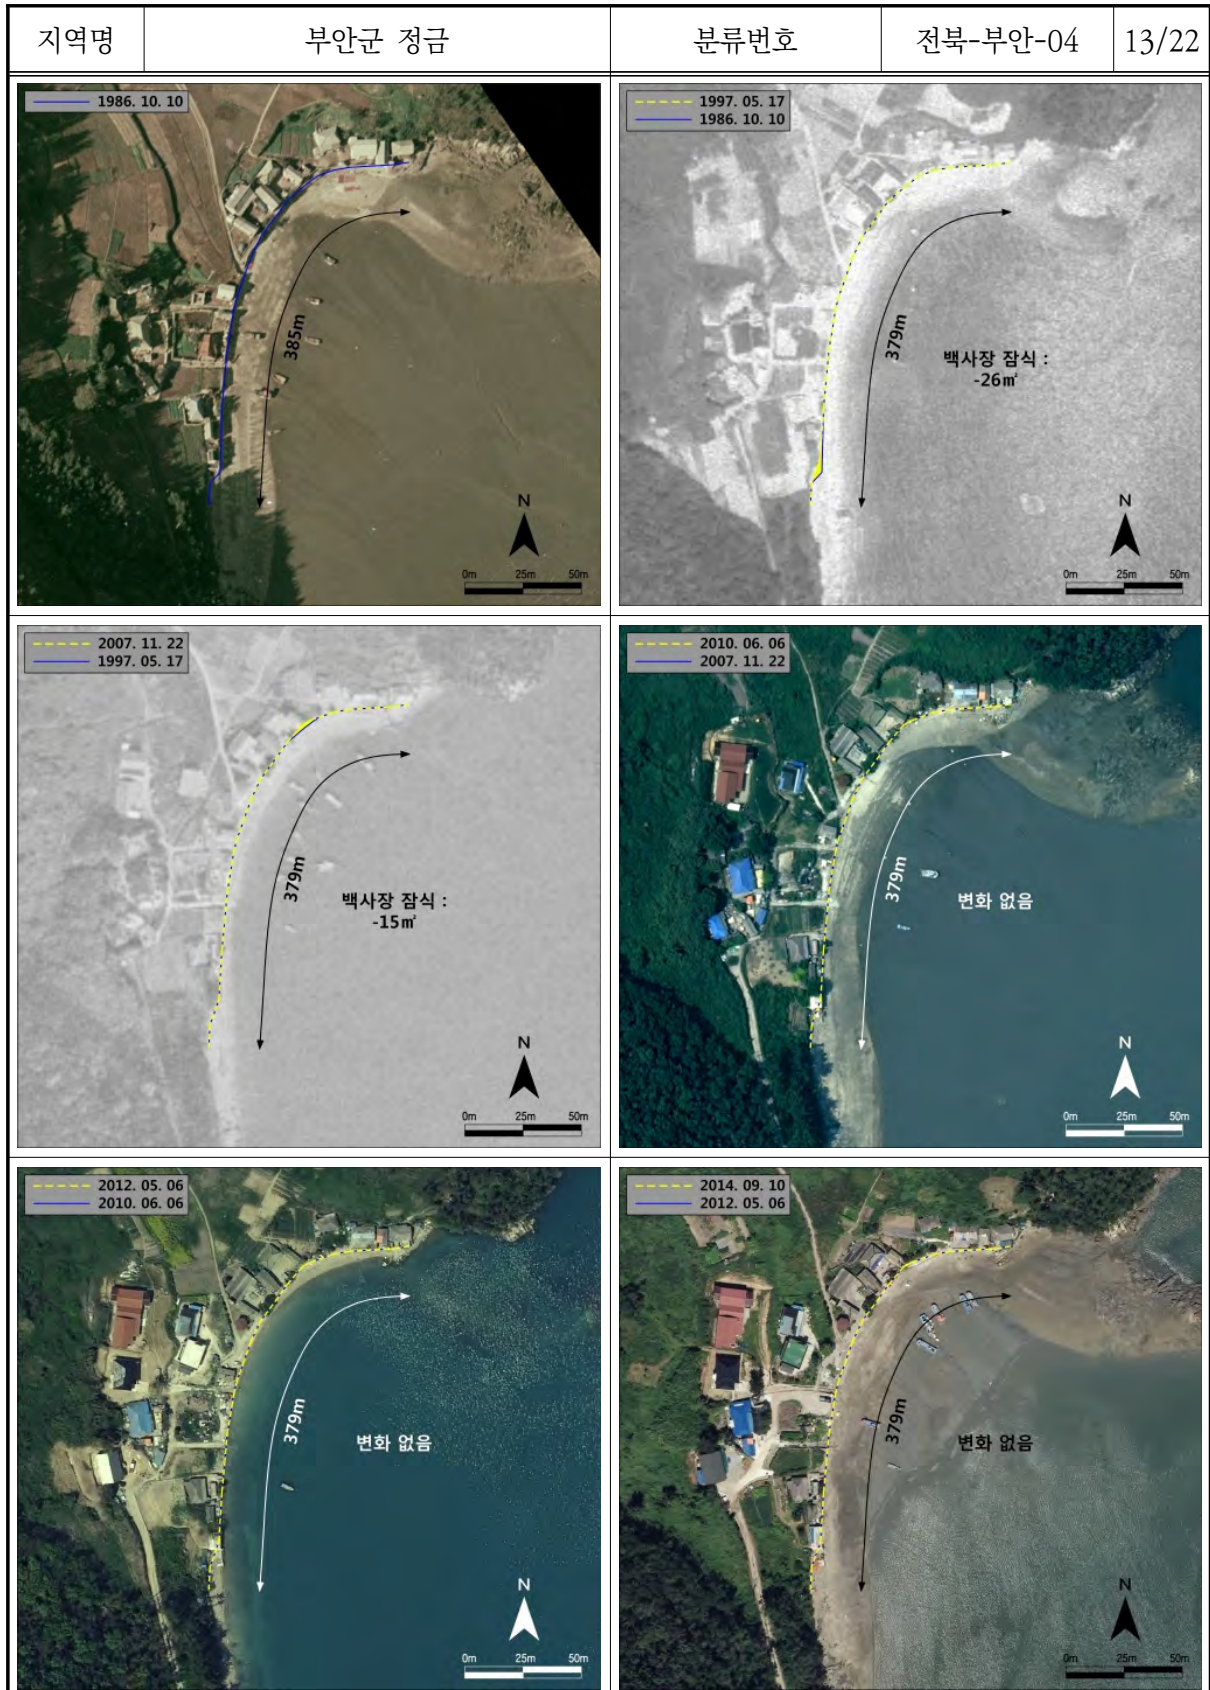 지역명 부안군 정금 분류번호 전북-부안-04 13/22
1986. 10. 10
385m
N
0m 25m 50m
1997. 05. 17
1986. 10. 10
379m
백사장 잠식 :
-26㎡
N
0m 25m 50m
2007. 11. 22
1997. 05. 17
379m
백사장 잠식 :
-15㎡
N
0m 25m 50m
2010. 06. 06
2007. 11. 22
379m
변화 없음
N
0m 25m 50m
2012. 05. 06
2010. 06. 06
379m
변화 없음
N
0m 25m 50m
2014. 09. 10
2012. 05. 06
379m
변화 없음
N
0m 25m 50m